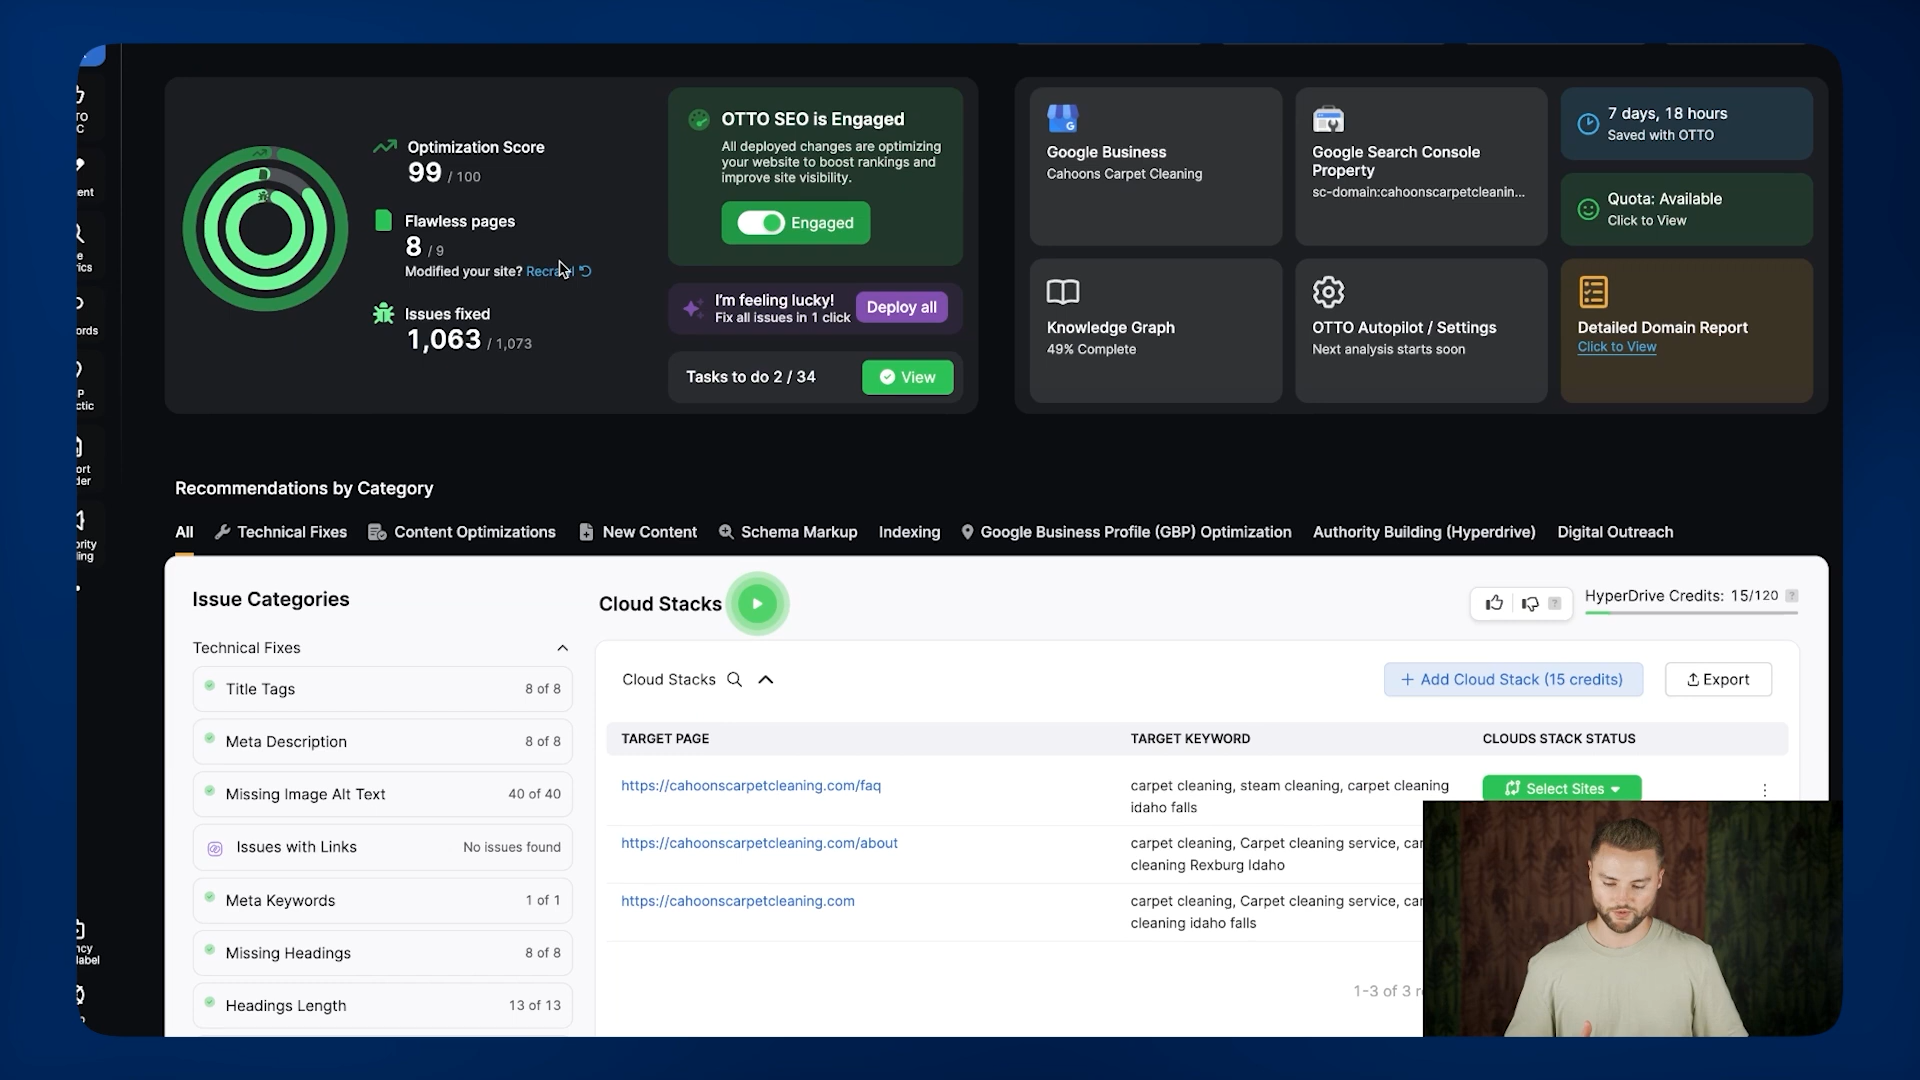 Optimization Score
99 / 100
Flawless pages
8 / 9
Modified your site?
Issues fixed
1,063 / 1,073
OTTO SEO is Engaged
All deployed changes are optimizing
your website to boost rankings and
improve site visibility.
Engaged
I'm feeling lucky!
Fix all issues in 1 click
Deploy all
Tasks to do 2 / 34
View
Google Business
Cahoons Carpet Cleaning
Google Search Console
Property
sc-domain:cahoonscarpetcleanin...
7 days, 18 hours
Saved with OTTO
Quota: Available
Click to View
Knowledge Graph
49% Complete
OTTO Autopilot / Settings
Next analysis starts soon
Detailed Domain Report
Click to View
Recommendations by Category
All Technical Fixes Content Optimizations New Content Schema Markup Indexing Google Business Profile (GBP) Optimization Authority Building (Hyperdrive) Digital Outreach
Issue Categories
Technical Fixes
Title Tags 8 of 8
Meta Description 8 of 8
Missing Image Alt Text 40 of 40
Issues with Links No issues found
Meta Keywords 1 of 1
Missing Headings 8 of 8
Headings Length 13 of 13
Cloud Stacks
HyperDrive Credits: 15/120 ?
Cloud Stacks
+ Add Cloud Stack (15 credits)
Export
TARGET PAGE TARGET KEYWORD CLOUDS STACK STATUS
https://cahoonscarpetcleaning.com/faq
carpet cleaning, steam cleaning, carpet cleaning
idaho falls
Select Sites
https://cahoonscarpetcleaning.com/about
carpet cleaning, Carpet cleaning service, car
cleaning Rexburg Idaho
https://cahoonscarpetcleaning.com
carpet cleaning, Carpet cleaning service, car
cleaning idaho falls
1-3 of 3